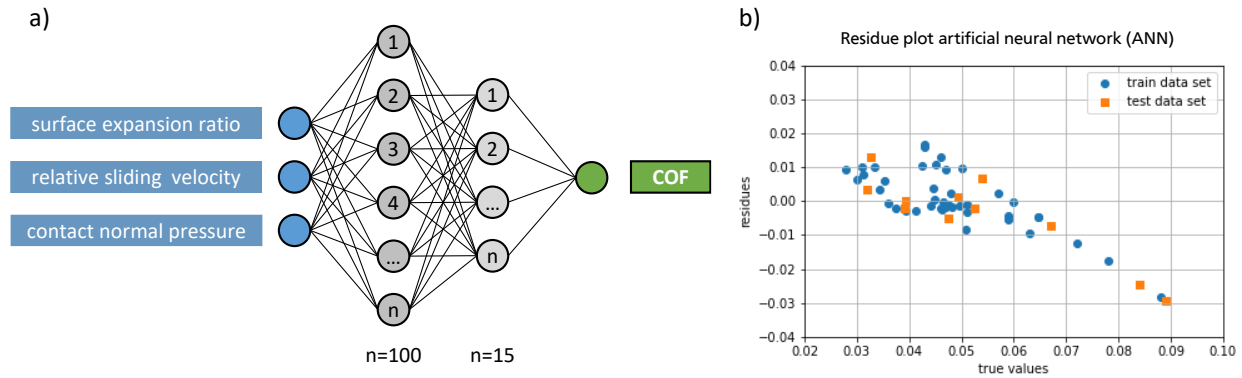 a)
surface expansion ratio
relative sliding velocity
contact normal pressure
1
2
3
4
...
n
1
2
...
n
COF
n=100
n=15
b)
Residue plot artificial neural network (ANN)
train data set
test data set
0.04
0.03
0.02
0.01
0.00
−0.01
−0.02
−0.03
−0.04
residues
0.02 0.03 0.04 0.05 0.06 0.07 0.08 0.09 0.10
true values